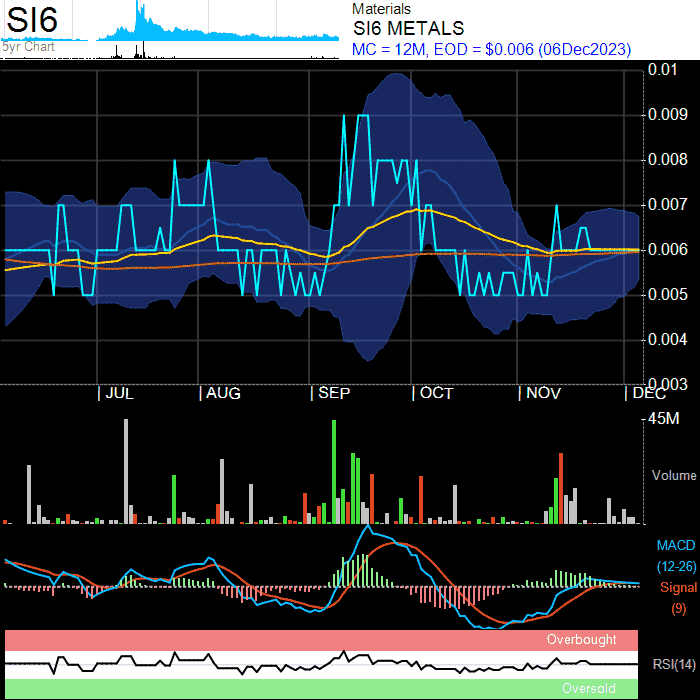 SI6
5yr Chart
Materials
SI6 METALS
MC = 12M, EOD = $0.006 (06Dec2023)
0.01
0.009
0.008
0.007
0.006
0.005
0.004
0.003
JUL AUG SEP OCT NOV DEC
45M
Volume
MACD
(12-26)
Signal
(9)
Overbought
RSI(14)
Oversold